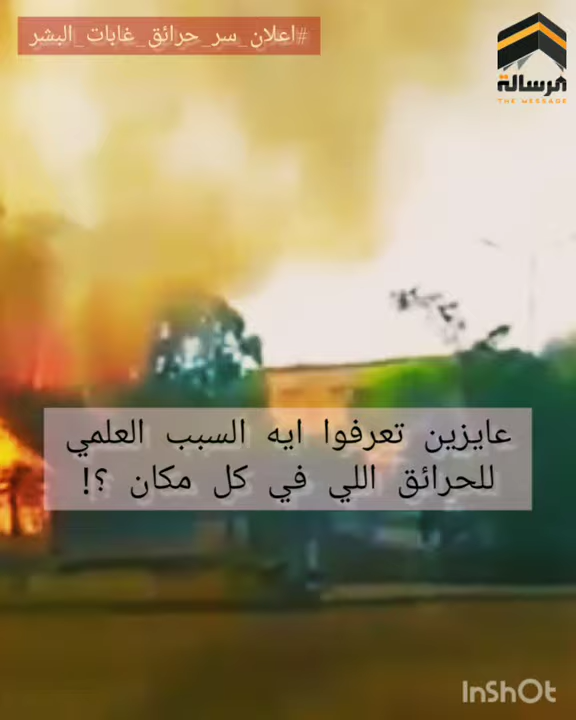 #اعلان_سر_حرائق_غابات_البشر
الرسالة
THE MESSAGE
عايزين تعرفوا ايه السبب العلمي
للحرائق اللي في كل مكان ؟!
InShOt